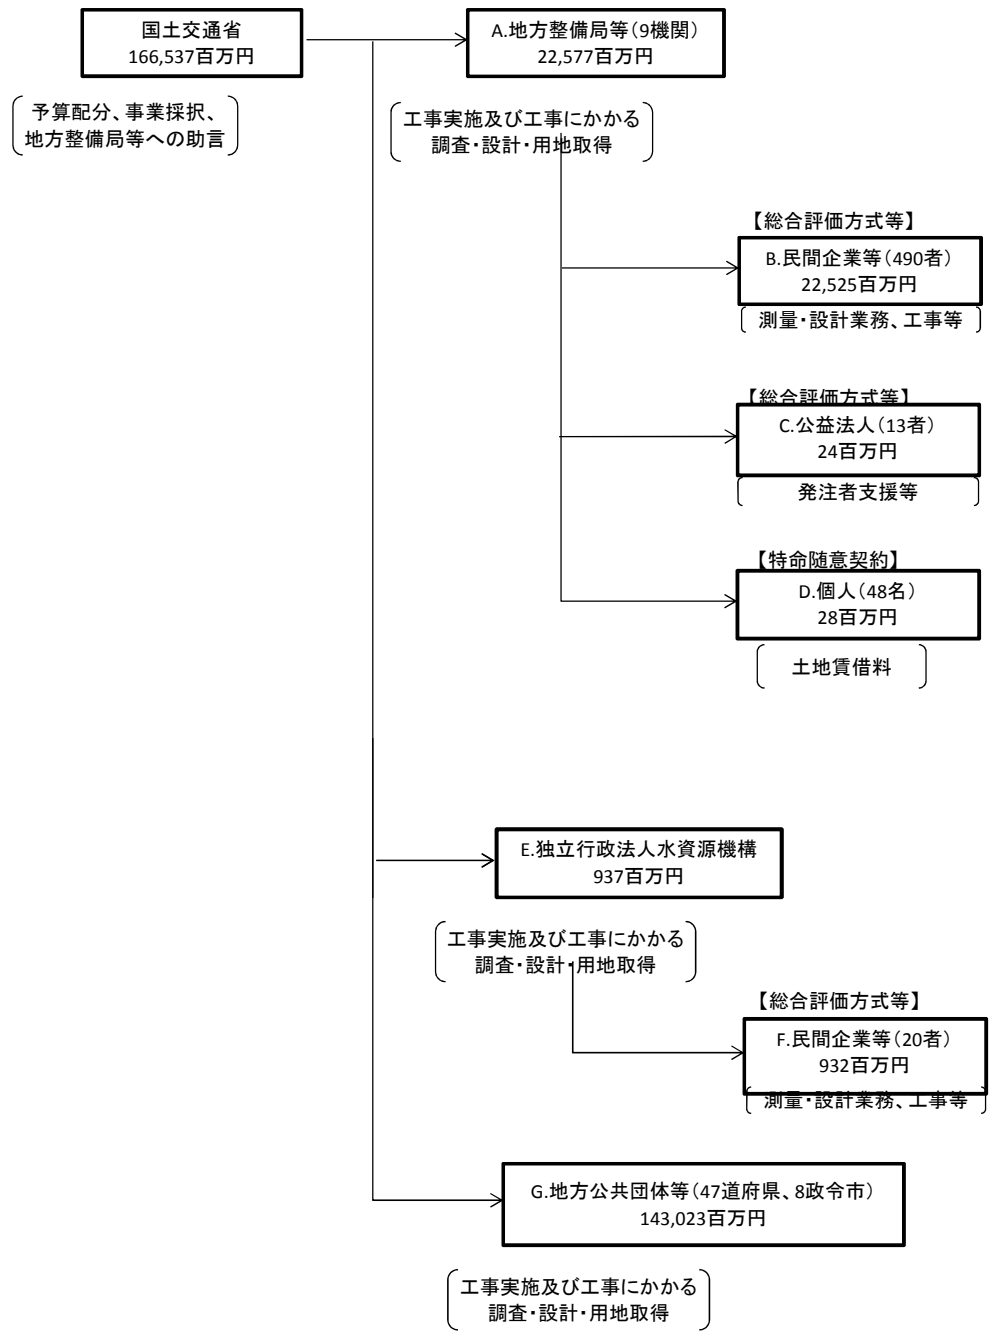 国土交通省
166,537百万円
予算配分、事業採択、
地方整備局等への助言
A.地方整備局等（9機関）
22,577百万円
工事実施及び工事にかかる
調査・設計・用地取得
【総合評価方式等】
B.民間企業等（490者）
22,525百万円
測量・設計業務、工事等
【総合評価方式等】
C.公益法人（13者）
24百万円
発注者支援等
【特命随意契約】
D.個人（48名）
28百万円
土地賃借料
E.独立行政法人水資源機構
937百万円
工事実施及び工事にかかる
調査・設計・用地取得
【総合評価方式等】
F.民間企業等（20者）
932百万円
測量・設計業務、工事等
G.地方公共団体等（47道府県、8政令市）
143,023百万円
工事実施及び工事にかかる
調査・設計・用地取得